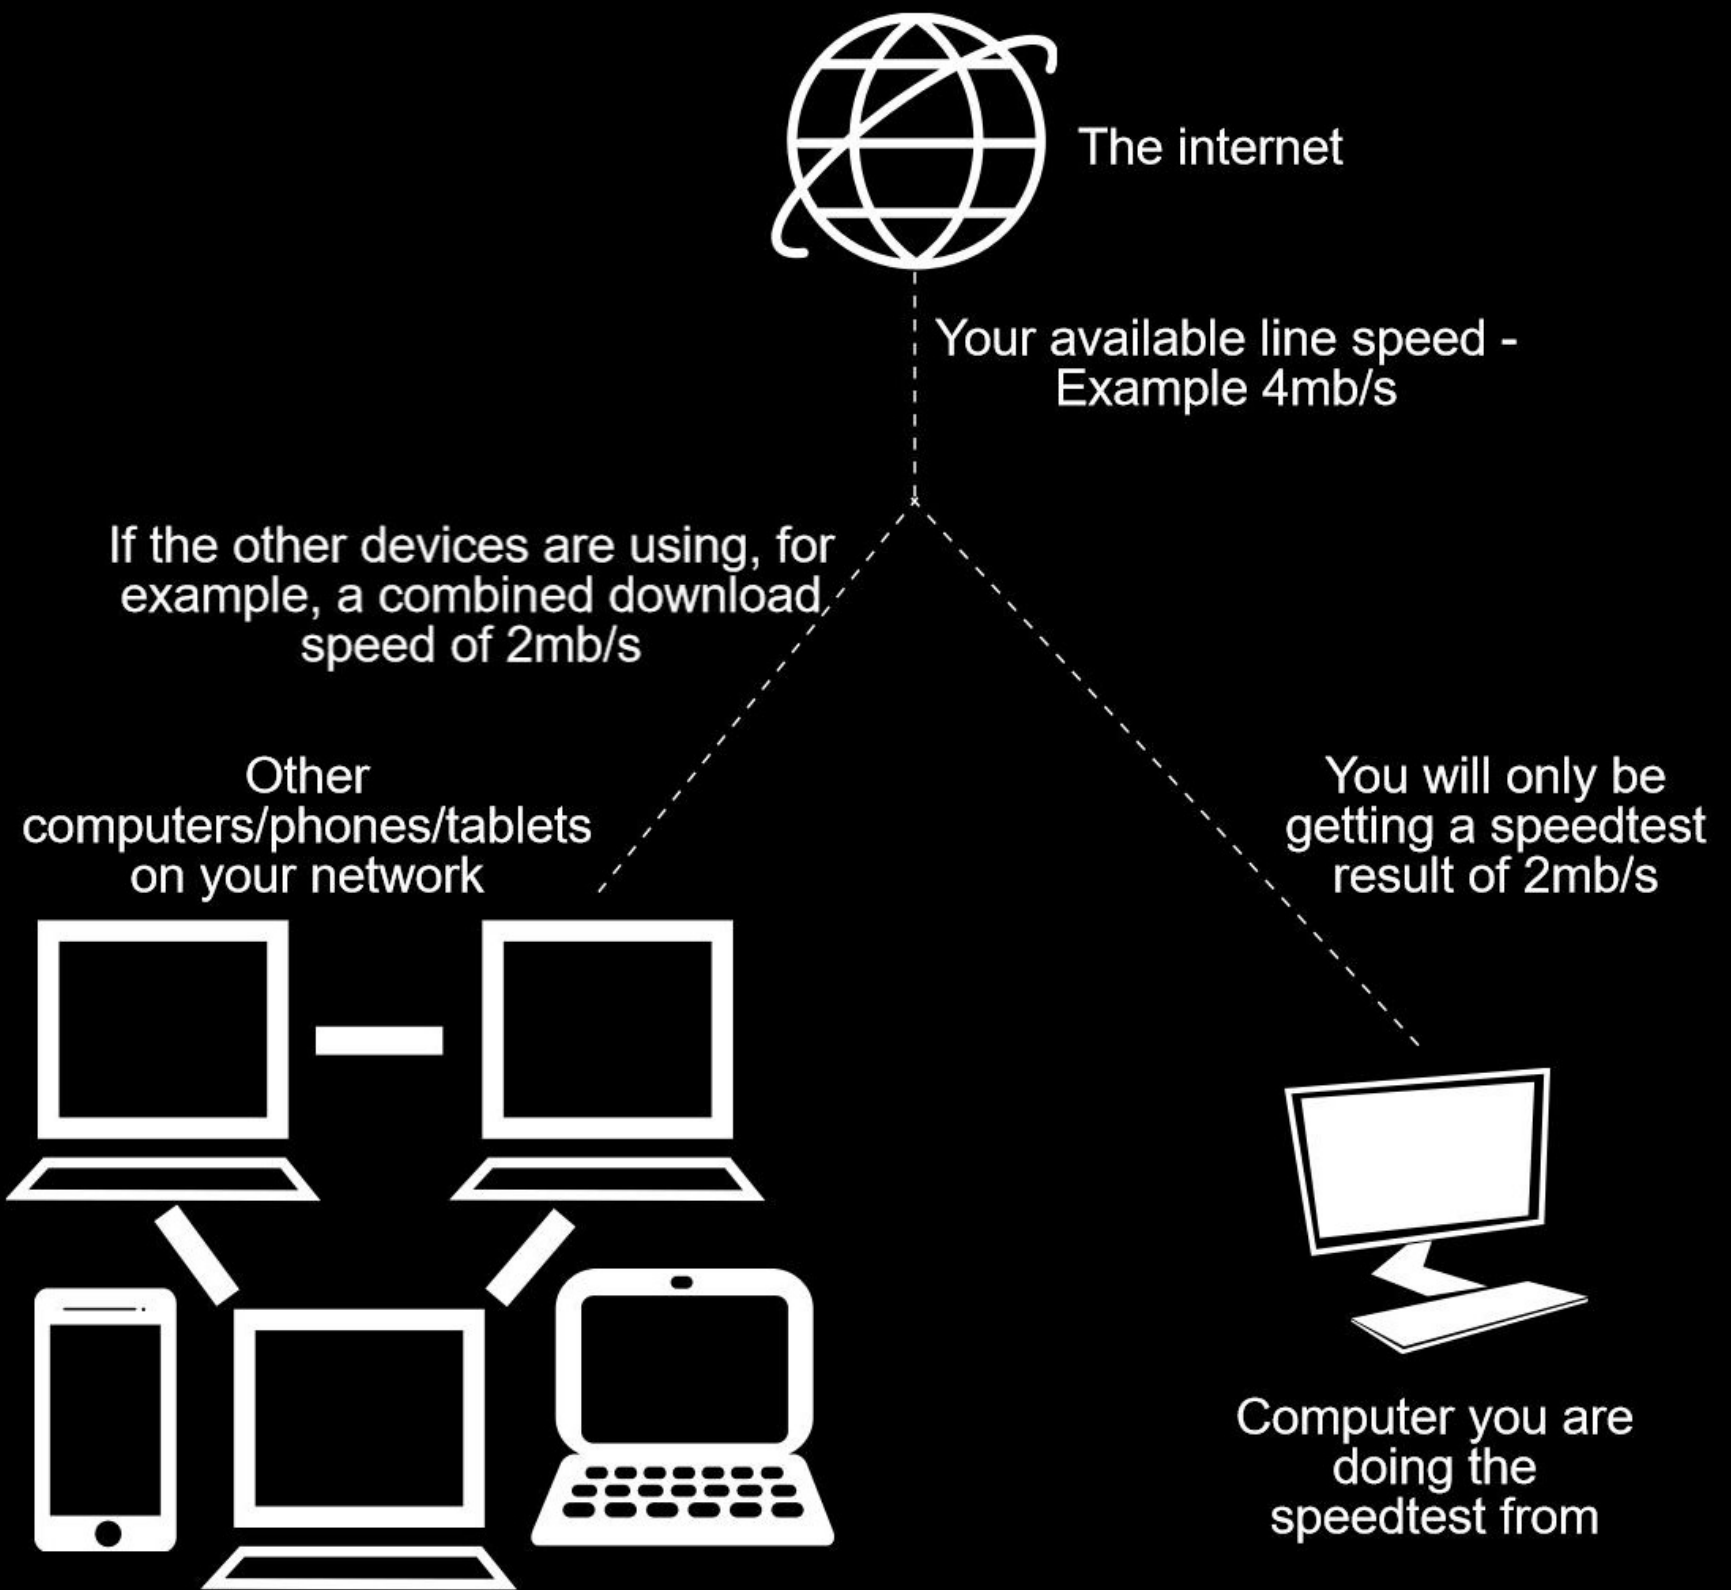 The internet
Your available line speed -
Example 4mb/s
If the other devices are using, for
example, a combined download
speed of 2mb/s
Other
computers/phones/tablets
on your network
You will only be
getting a speedtest
result of 2mb/s
Computer you are
doing the
speedtest from